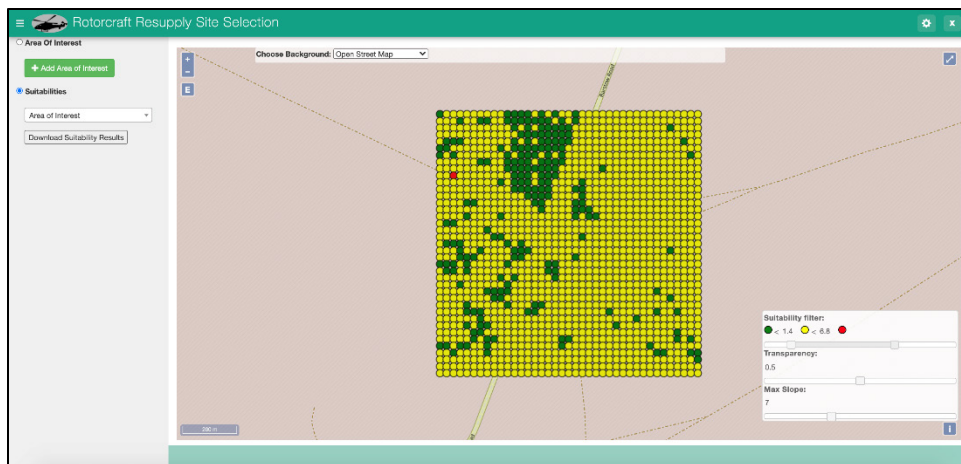 Rotorcraft Resupply Site Selection
x
Area Of Interest
+ Add Area of Interest
Suitabilities
Area of Interest
Download Suitability Results
Choose Background: Open Street Map
+
−
E
Suitability filter:
< 1.4 < 6.8
Transparency:
0.5
Max Slope:
7
i